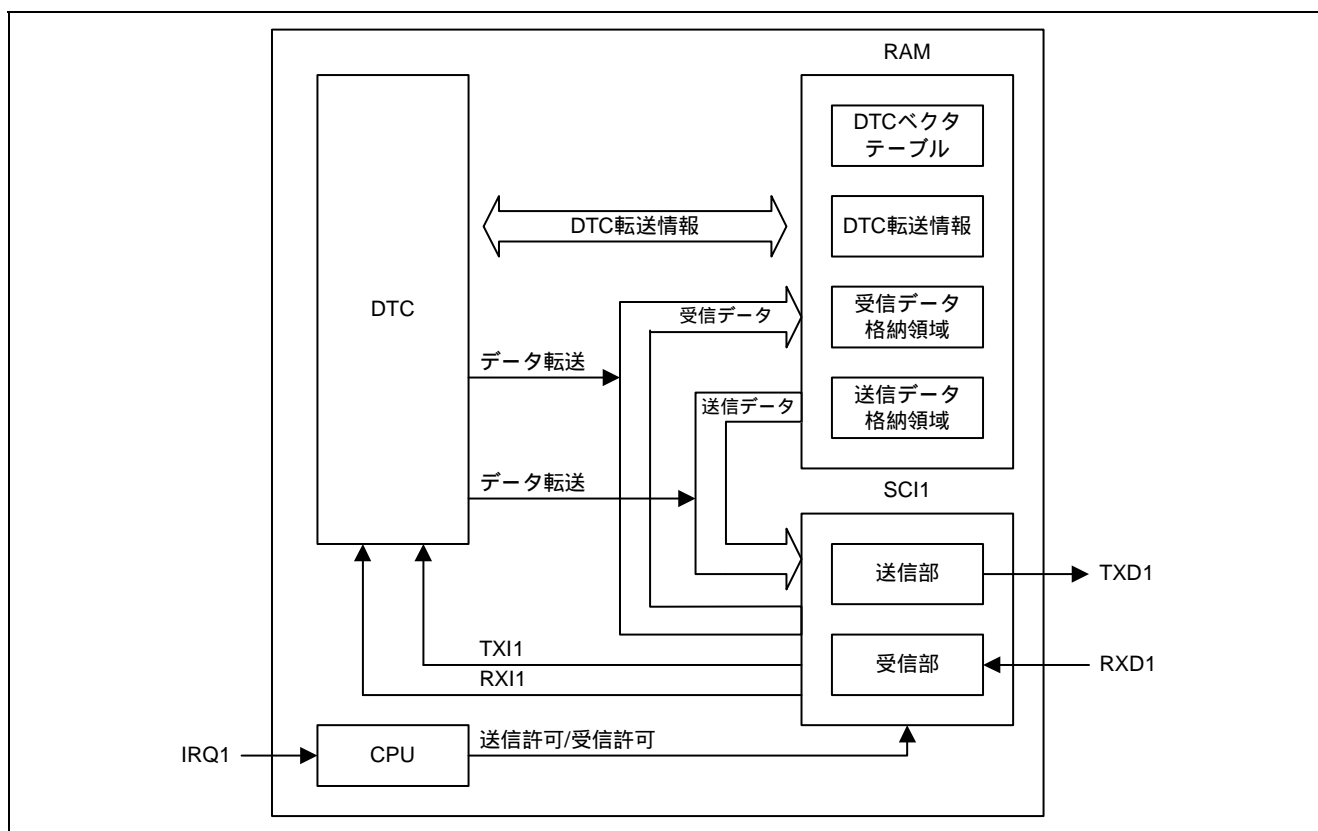 RAM
DTCベクタ
テーブル
DTC転送情報
DTC転送情報
DTC
受信データ
受信データ
格納領域
データ転送
送信データ
送信データ
格納領域
データ転送
SCI1
送信部
TXD1
TXI1
受信部
RXD1
RXI1
IRQ1
CPU
送信許可/受信許可